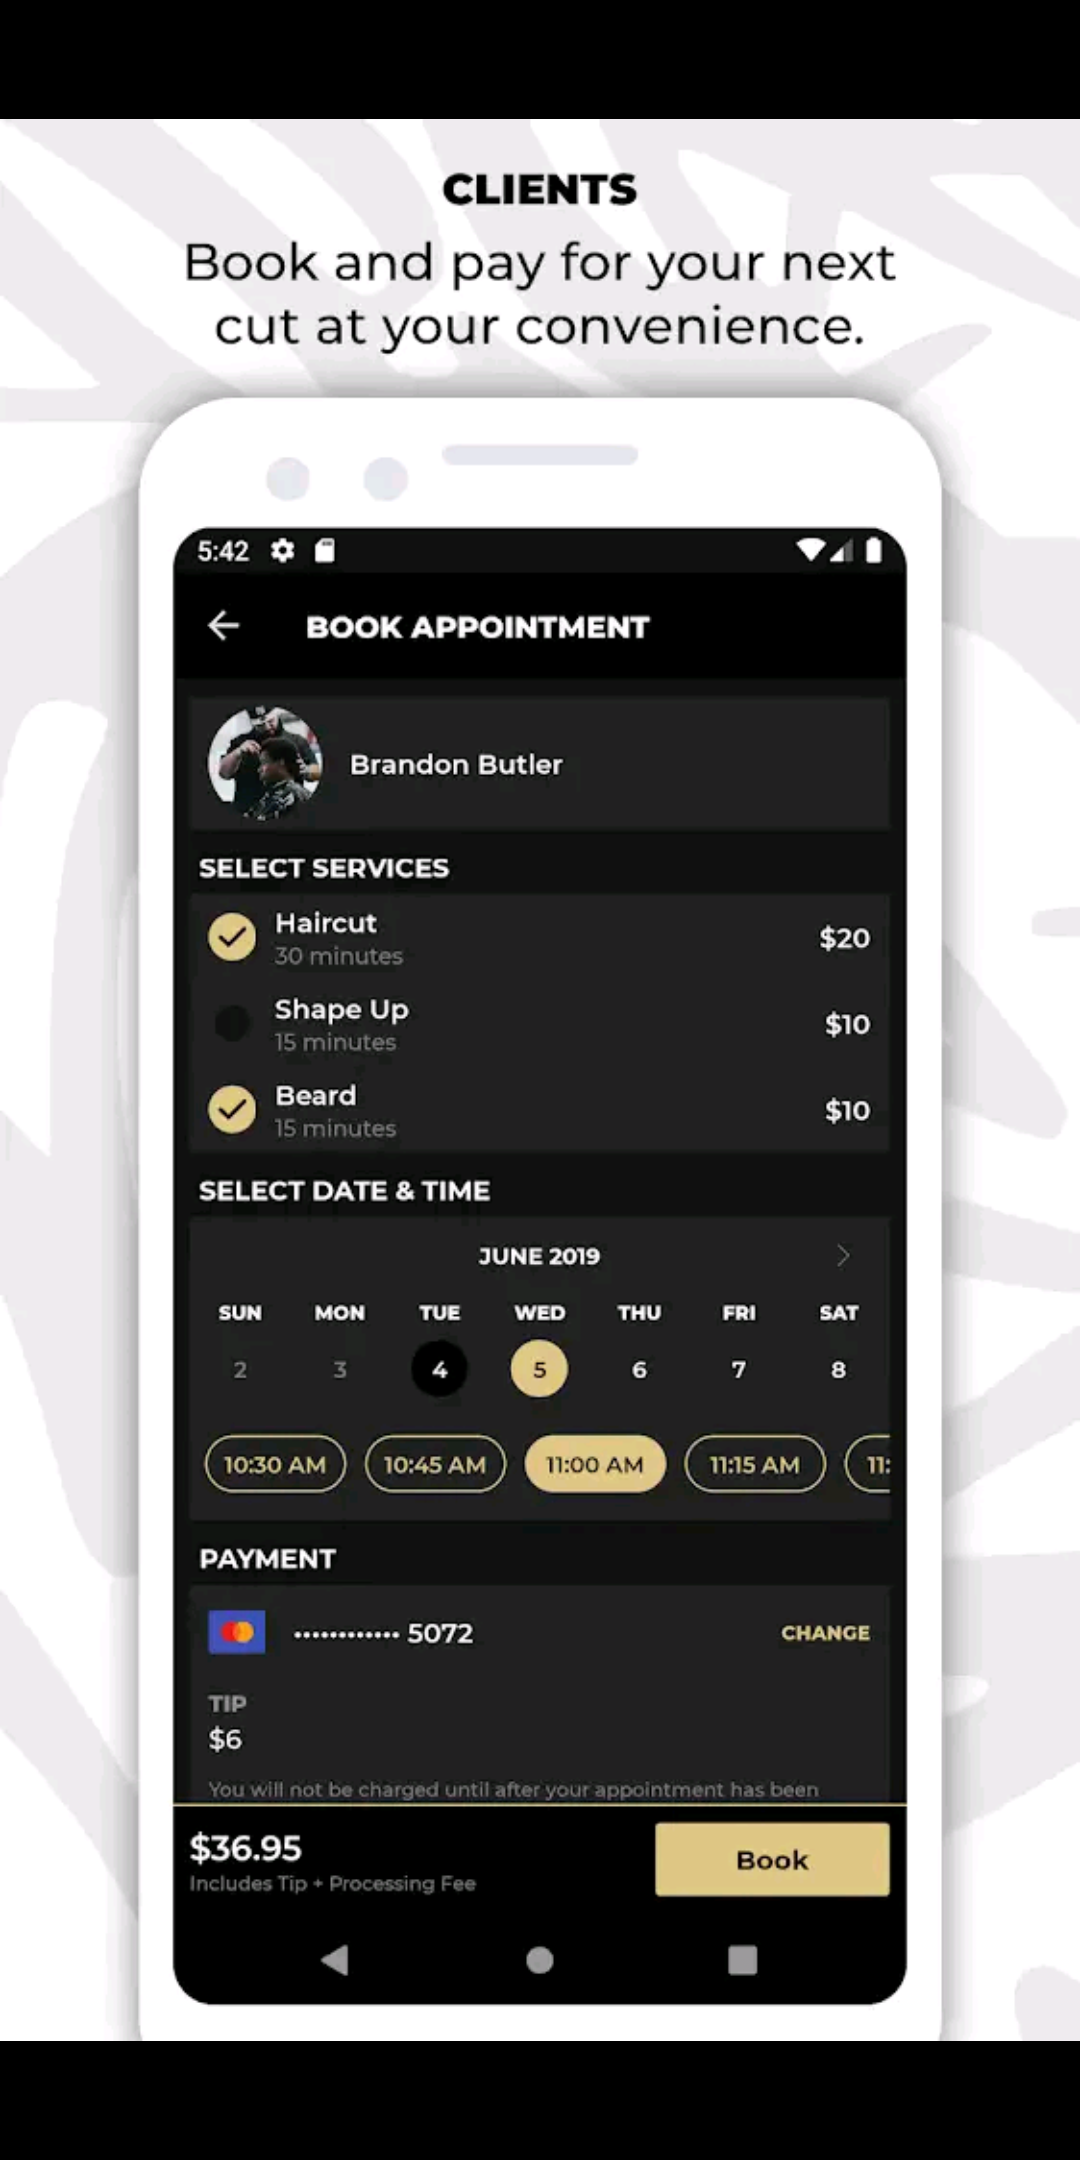 CLIENTS
Book and pay for your next
cut at your convenience.
5:42
BOOK APPOINTMENT
Brandon Butler
SELECT SERVICES
Haircut
$20
30 minutes
Shape Up
$10
15 minutes
Beard
$10
15 minutes
SELECT DATE & TIME
JUNE 2019
SUN MON TUE WED THU FRI SAT
2 3 4 5 6 7 8
10:30 AM 10:45 AM 11:00 AM 11:15 AM 11:
PAYMENT
............ 5072 CHANGE
TIP
$6
You will not be charged until after your appointment has been
$36.95
Includes Tip + Processing Fee
Book